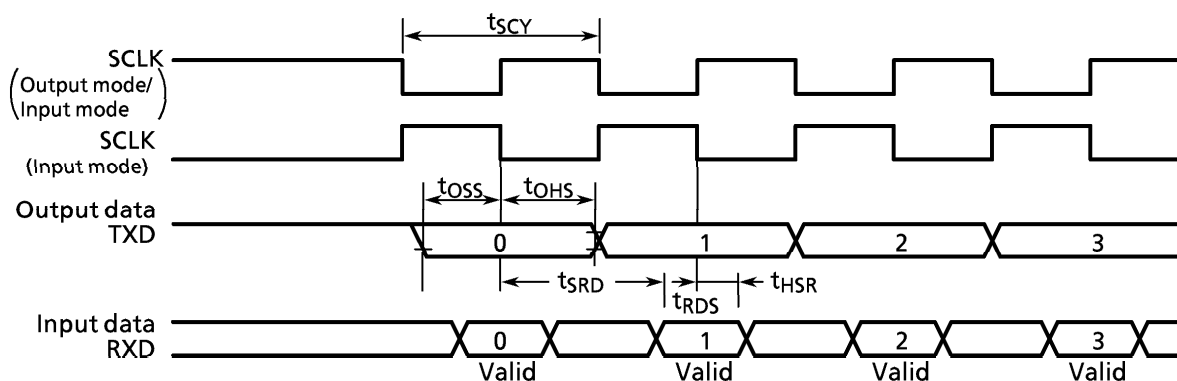 tSCY
SCLK
(Output mode/
Input mode)
SCLK
(Input mode)
tOSS tOHS
Output data
TXD
0 1 2 3
tSRD tRDS tHSR
Input data
RXD
0 1 2 3
Valid Valid Valid Valid